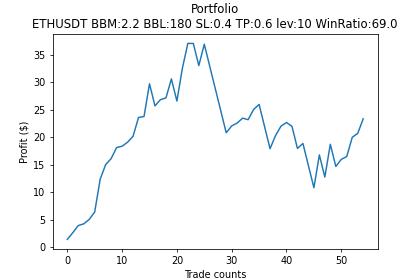 Portfolio
ETHUSDT BBM:2.2 BBL:180 SL:0.4 TP:0.6 lev:10 WinRatio:69.0
Profit ($)
35
30
25
20
15
10
5
0
0 10 20 30 40 50
Trade counts